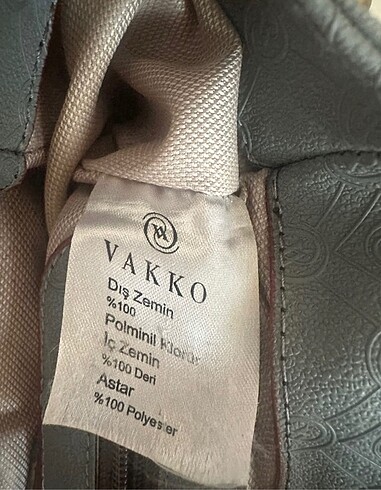 VAKKO
Dış Zemin
%100
Polminil Klorür
İç Zemin
%100 Deri
Astar
%100 Polyester